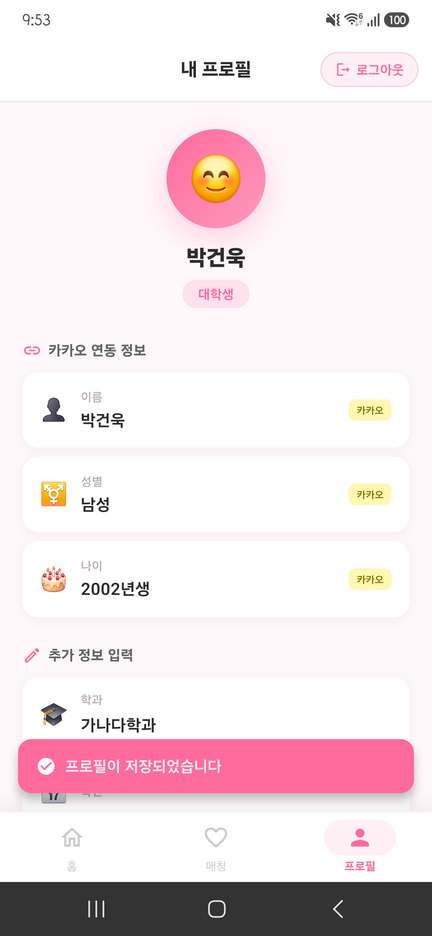 9:53
100
내 프로필
로그아웃
박건욱
대학생
카카오 연동 정보
이름
박건욱
카카오
성별
남성
카카오
나이
2002년생
카카오
추가 정보 입력
학과
가나다학과
프로필이 저장되었습니다
17
홈
매칭
프로필